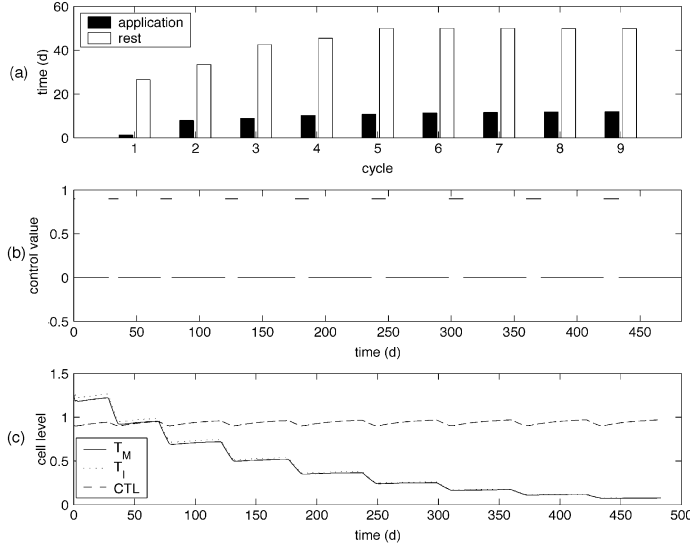 60
application
rest
40
(a)
time (d)
20
0
1 2 3 4 5 6 7 8 9
cycle
1
0.5
(b)
control value
0
-0.5
0 50 100 150 200 250 300 350 400 450
time (d)
1.5
1
(c)
cell level
T_M
0.5
T_I
CTL
0
0 50 100 150 200 250 300 350 400 450 500
time (d)